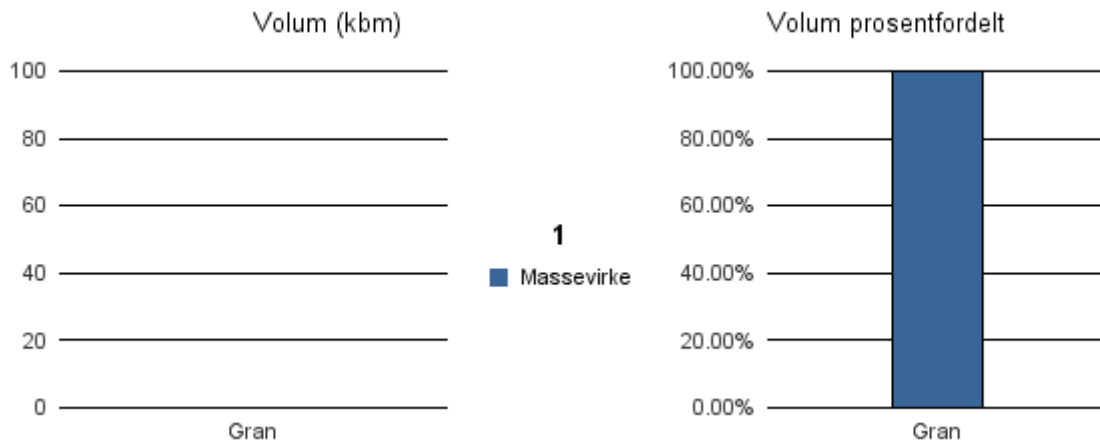 Volum (kbm)
100
80
60
40
20
0
Gran
1
Massevirke
Volum prosentfordelt
100.00%
80.00%
60.00%
40.00%
20.00%
0.00%
Gran